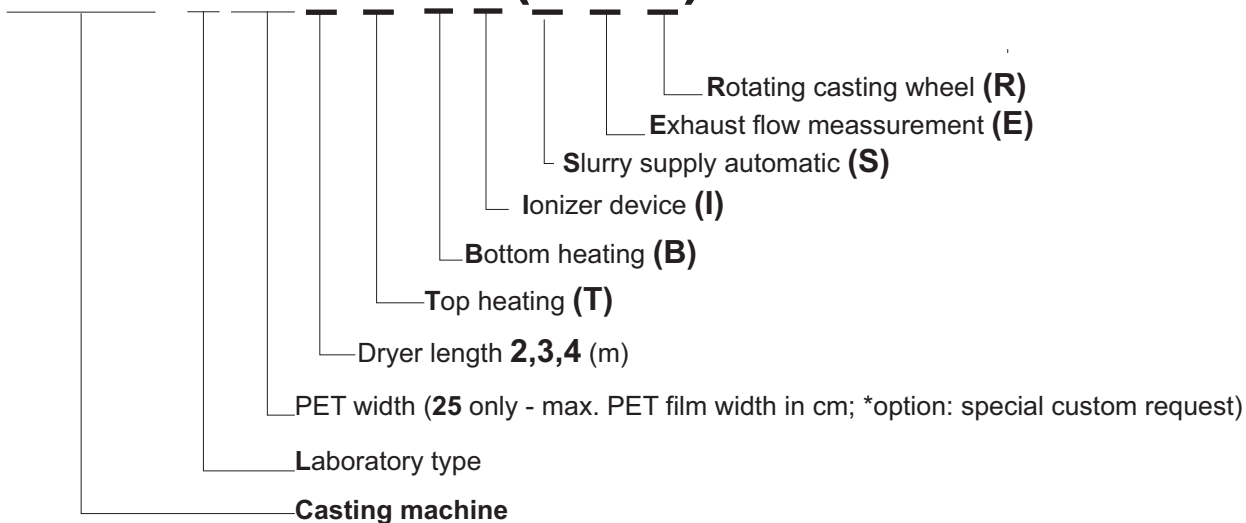 Rotating casting wheel (R)
Exhaust flow meassurement (E)
Slurry supply automatic (S)
Ionizer device (I)
Bottom heating (B)
Top heating (T)
Dryer length 2,3,4 (m)
PET width (25 only - max. PET film width in cm; *option: special custom request)
Laboratory type
Casting machine